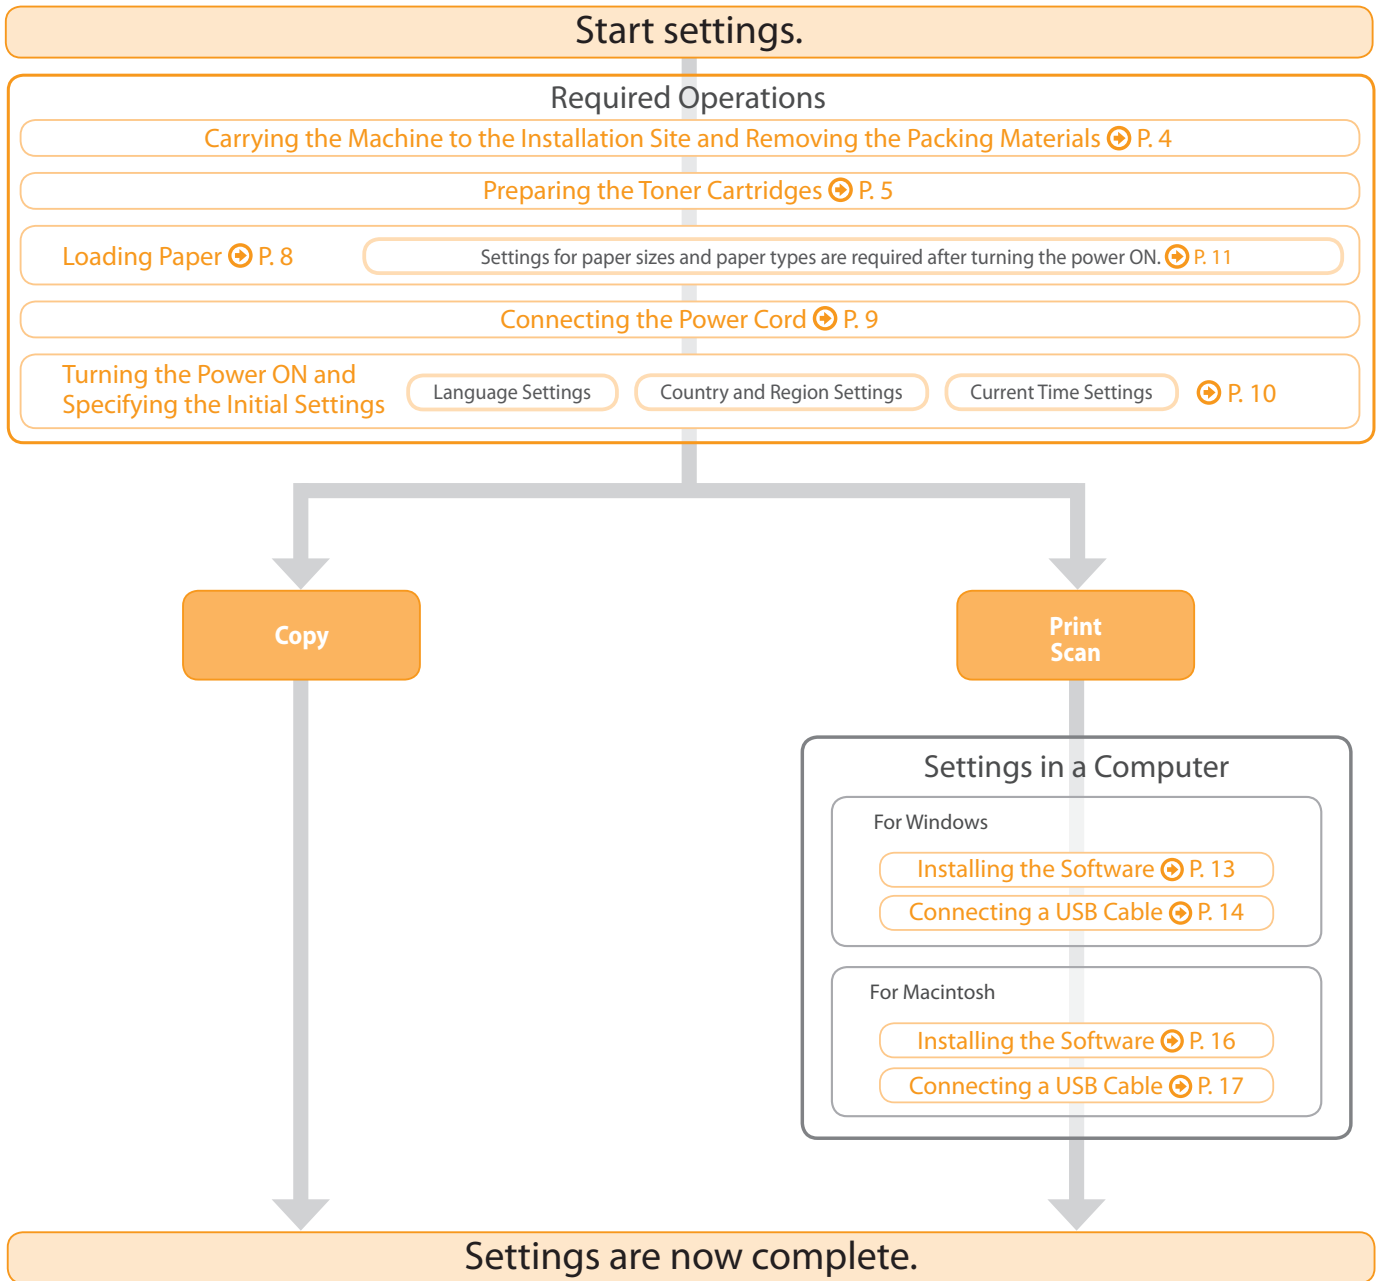 Start settings.
Required Operations
Carrying the Machine to the Installation Site and Removing the Packing Materials P. 4
Preparing the Toner Cartridges P. 5
Loading Paper P. 8
Settings for paper sizes and paper types are required after turning the power ON. P. 11
Connecting the Power Cord P. 9
Turning the Power ON and
Specifying the Initial Settings
Language Settings
Country and Region Settings
Current Time Settings
P. 10
Copy
Print
Scan
Settings in a Computer
For Windows
Installing the Software P. 13
Connecting a USB Cable P. 14
For Macintosh
Installing the Software P. 16
Connecting a USB Cable P. 17
Settings are now complete.